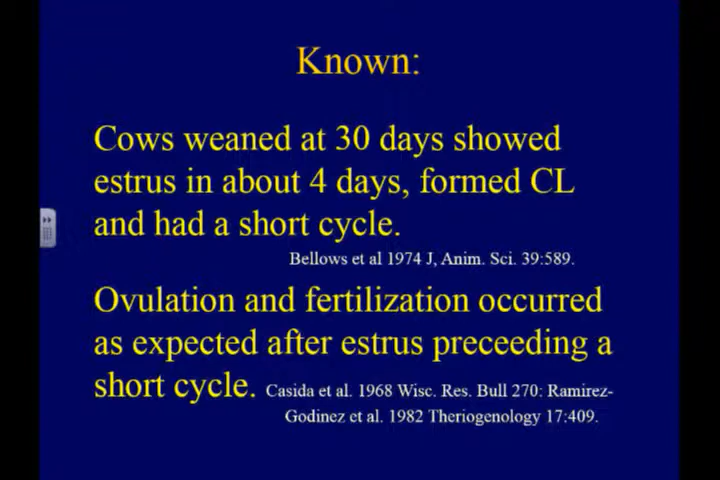 Known:
Cows weaned at 30 days showed
estrus in about 4 days, formed CL
and had a short cycle.
Bellows et al 1974 J, Anim. Sci. 39:589.
Ovulation and fertilization occurred
as expected after estrus preceeding a
short cycle. Casida et al. 1968 Wisc. Res. Bull 270: Ramirez-
Godinez et al. 1982 Theriogenology 17:409.